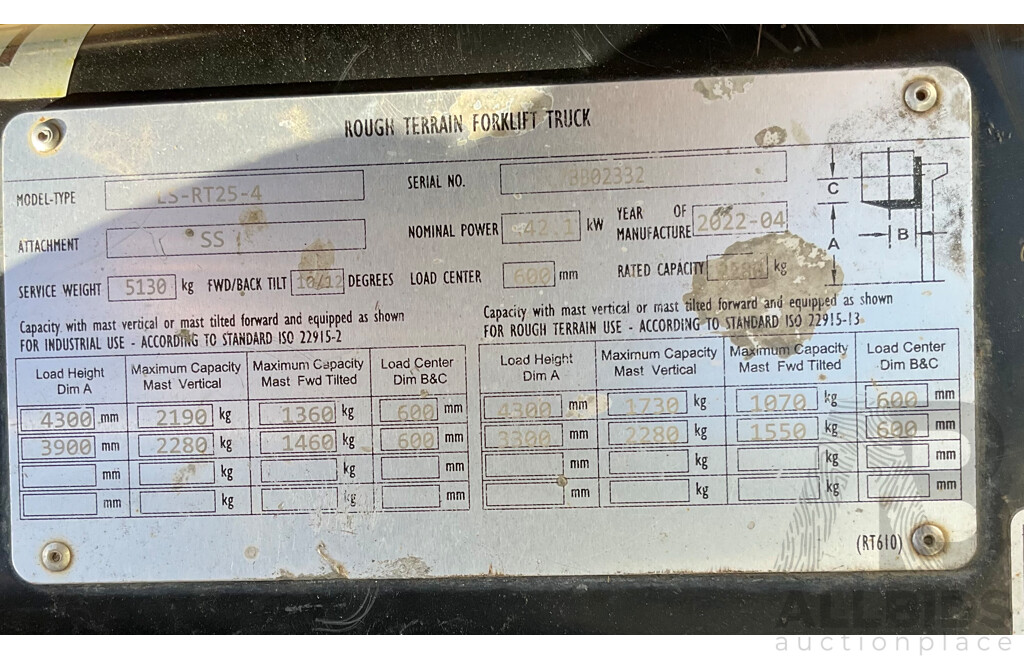 ROUGH TERRAIN FORKLIFT TRUCK
MODEL-TYPE LS-RT25-4 SERIAL NO. BB02332
ATTACHMENT SS NOMINAL POWER 42.1 kW YEAR OF MANUFACTURE 2022-04
SERVICE WEIGHT 5130 kg FWD/BACK TILT 10/12 DEGREES LOAD CENTER 600 mm RATED CAPACITY kg
C
B
A
Capacity with mast vertical or mast tilted forward and equipped as shown
FOR INDUSTRIAL USE - ACCORDING TO STANDARD ISO 22915-2
Load Height Dim A Maximum Capacity Mast Vertical Maximum Capacity Mast Fwd Tilted Load Center Dim B&C
4300 mm 2190 kg 1360 kg 600 mm
3900 mm 2280 kg 1460 kg 600 mm
mm kg kg mm
mm kg kg mm
Capacity with mast vertical or mast tilted forward and equipped as shown
FOR ROUGH TERRAIN USE - ACCORDING TO STANDARD ISO 22915-13
Load Height Dim A Maximum Capacity Mast Vertical Maximum Capacity Mast Fwd Tilted Load Center Dim B&C
4300 mm 1730 kg 1070 kg 600 mm
3300 mm 2280 kg 1550 kg 600 mm
mm kg kg mm
mm kg kg mm
(RT610)
ALLBIDS
auctionplace